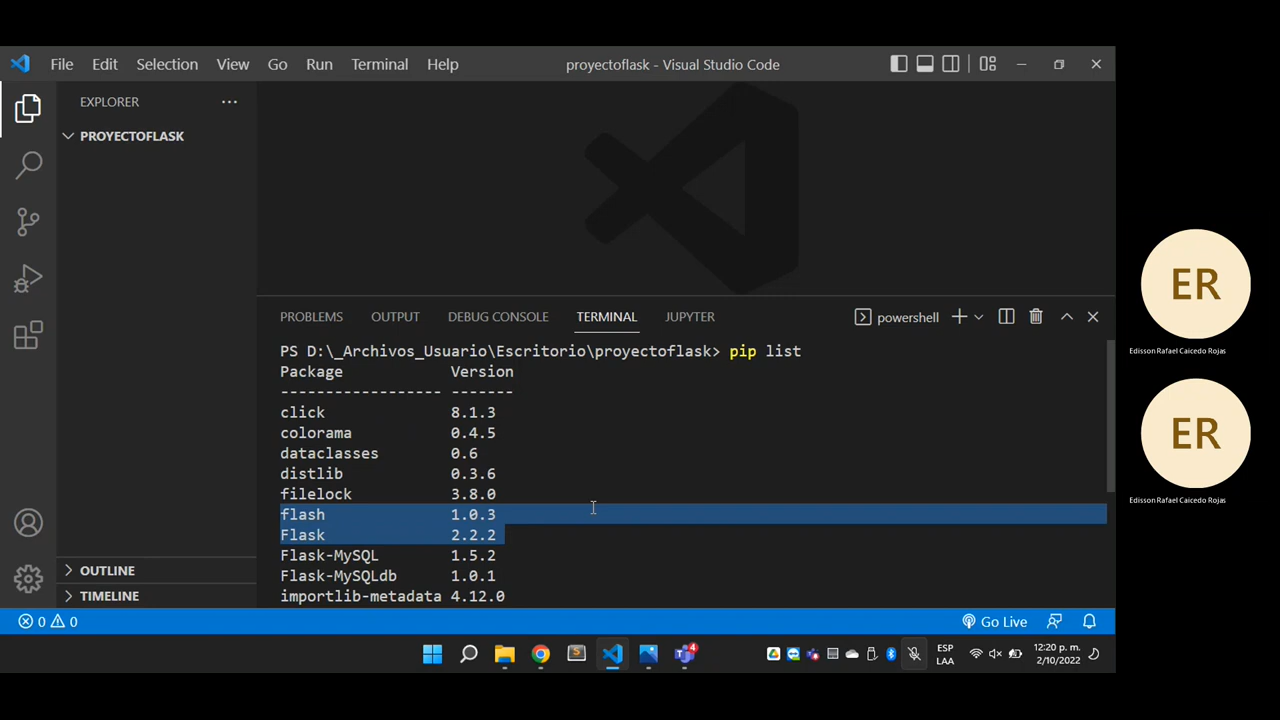 File Edit Selection View Go Run Terminal Help
proyectoflask - Visual Studio Code
EXPLORER
PROYECTOFLASK
OUTLINE
TIMELINE
PROBLEMS OUTPUT DEBUG CONSOLE TERMINAL JUPYTER
powershell
PS D:\_Archivos_Usuario\Escritorio\proyectoflask> pip list
Package Version
------------------ -------
click 8.1.3
colorama 0.4.5
dataclasses 0.6
distlib 0.3.6
filelock 3.8.0
flash 1.0.3
Flask 2.2.2
Flask-MySQL 1.5.2
Flask-MySQLdb 1.0.1
importlib-metadata 4.12.0
0 0
Go Live
4
ESP
LAA
12:20 p. m.
2/10/2022
ER
Edisson Rafael Caicedo Rojas
ER
Edisson Rafael Caicedo Rojas